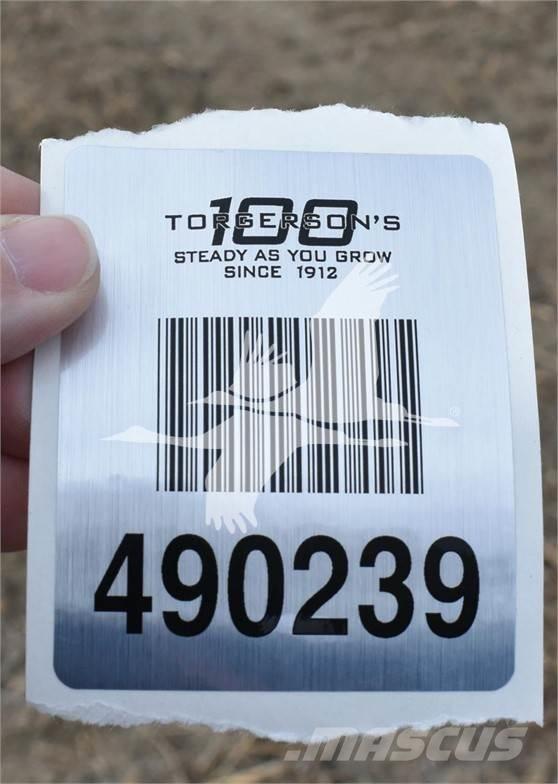 100
TORGERSON'S
STEADY AS YOU GROW
SINCE 1912
®
490239
MASCUS